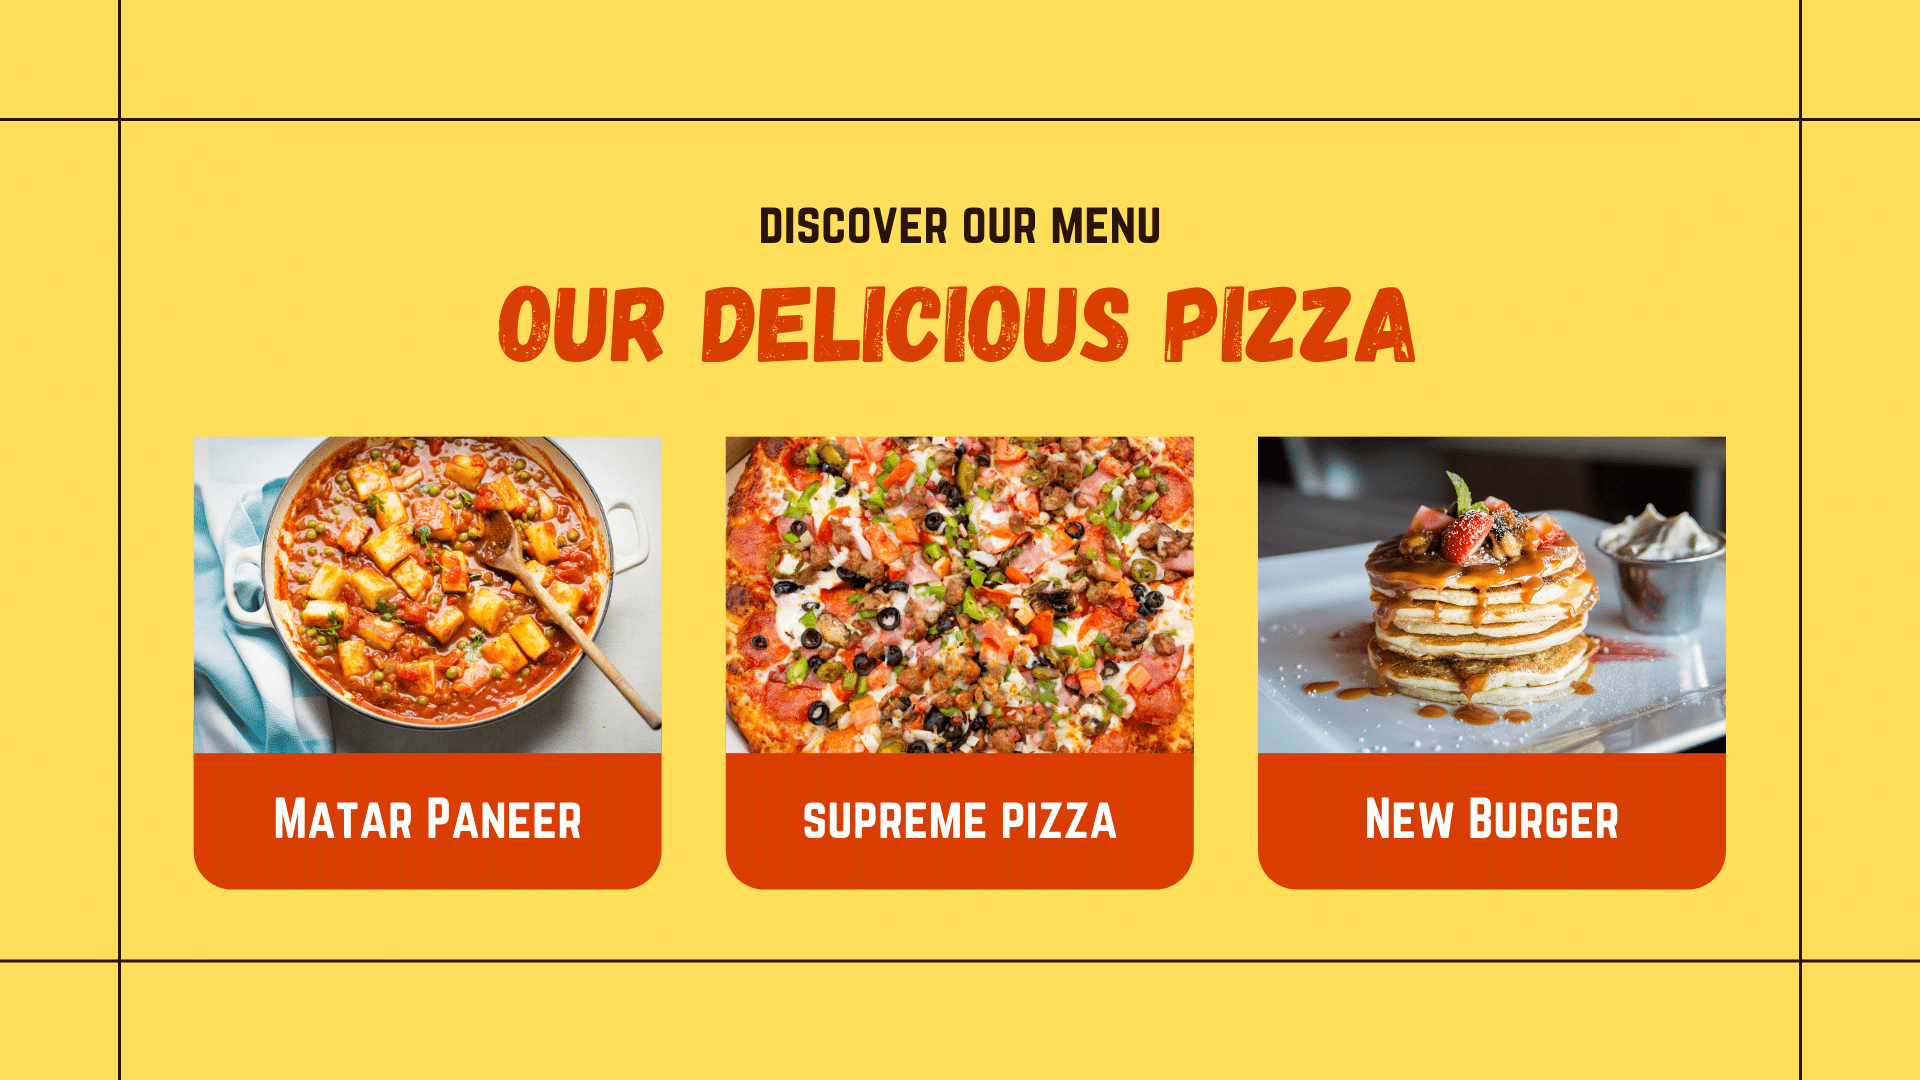 DISCOVER OUR MENU
OUR DELICIOUS PIZZA
MATAR PANEER
SUPREME PIZZA
NEW BURGER